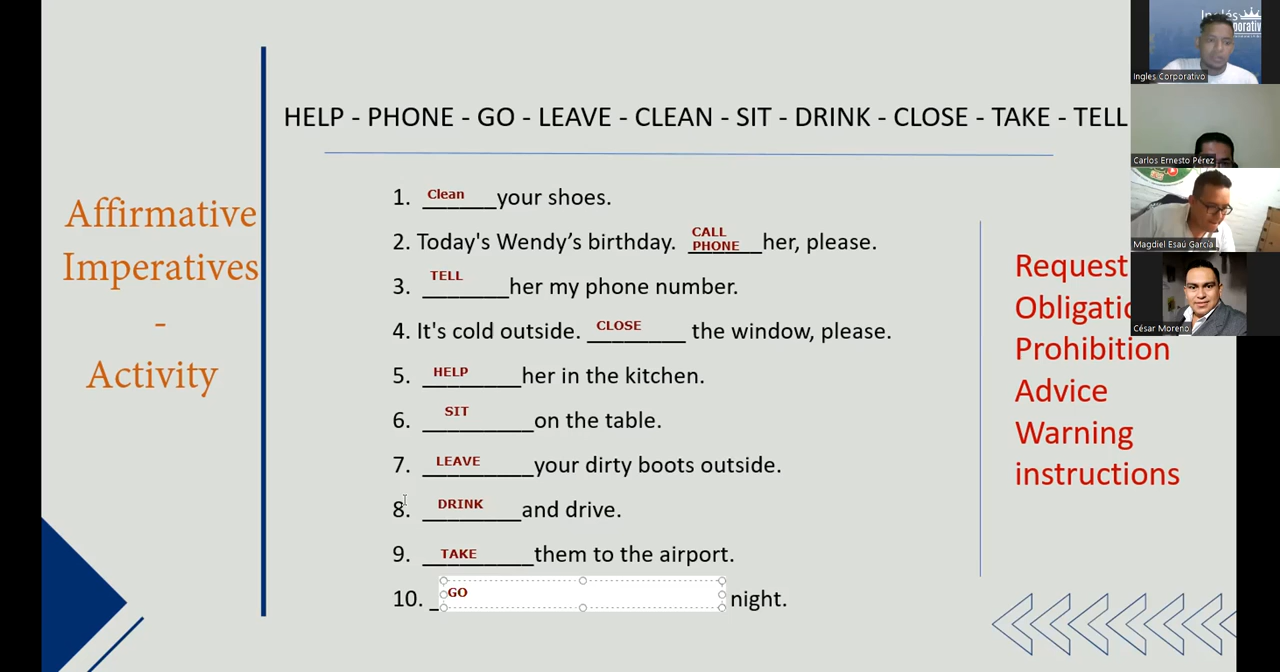 HELP - PHONE - GO - LEAVE - CLEAN - SIT - DRINK - CLOSE - TAKE - TELL
Affirmative
Imperatives
-
Activity
1. Clean your shoes.
2. Today's Wendy’s birthday. CALL PHONE her, please.
3. TELL her my phone number.
4. It's cold outside. CLOSE the window, please.
5. HELP her in the kitchen.
6. SIT on the table.
7. LEAVE your dirty boots outside.
8. DRINK and drive.
9. TAKE them to the airport.
10. GO night.
Request
Prohibition
Advice
Warning
instructions
Inglés
Ingles Corporativo
Carlos Ernesto Pérez
Magdiel Esaú García
César Moreno